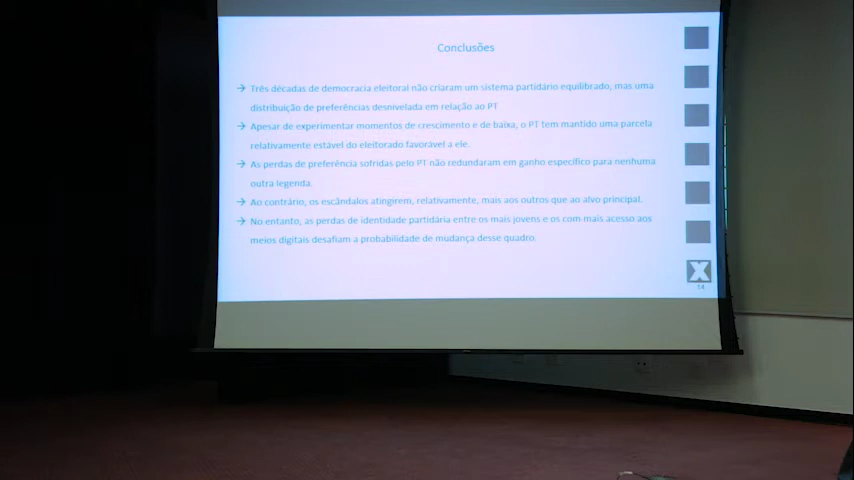 Conclusões
→ Três décadas de democracia eleitoral não criaram um sistema partidário equilibrado, mas uma
distribuição de preferências desnivelada em relação ao PT
→ Apesar de experimentar momentos de crescimento e de baixa, o PT tem mantido uma parcela
relativamente estável do eleitorado favorável a ele.
→ As perdas de preferência sofridas pelo PT não redundaram em ganho específico para nenhuma
outra legenda.
→ Ao contrário, os escândalos atingirem, relativamente, mais aos outros que ao alvo principal.
→ No entanto, as perdas de identidade partidária entre os mais jovens e os com mais acesso aos
meios digitais desafiam a probabilidade de mudança desse quadro.
X
14